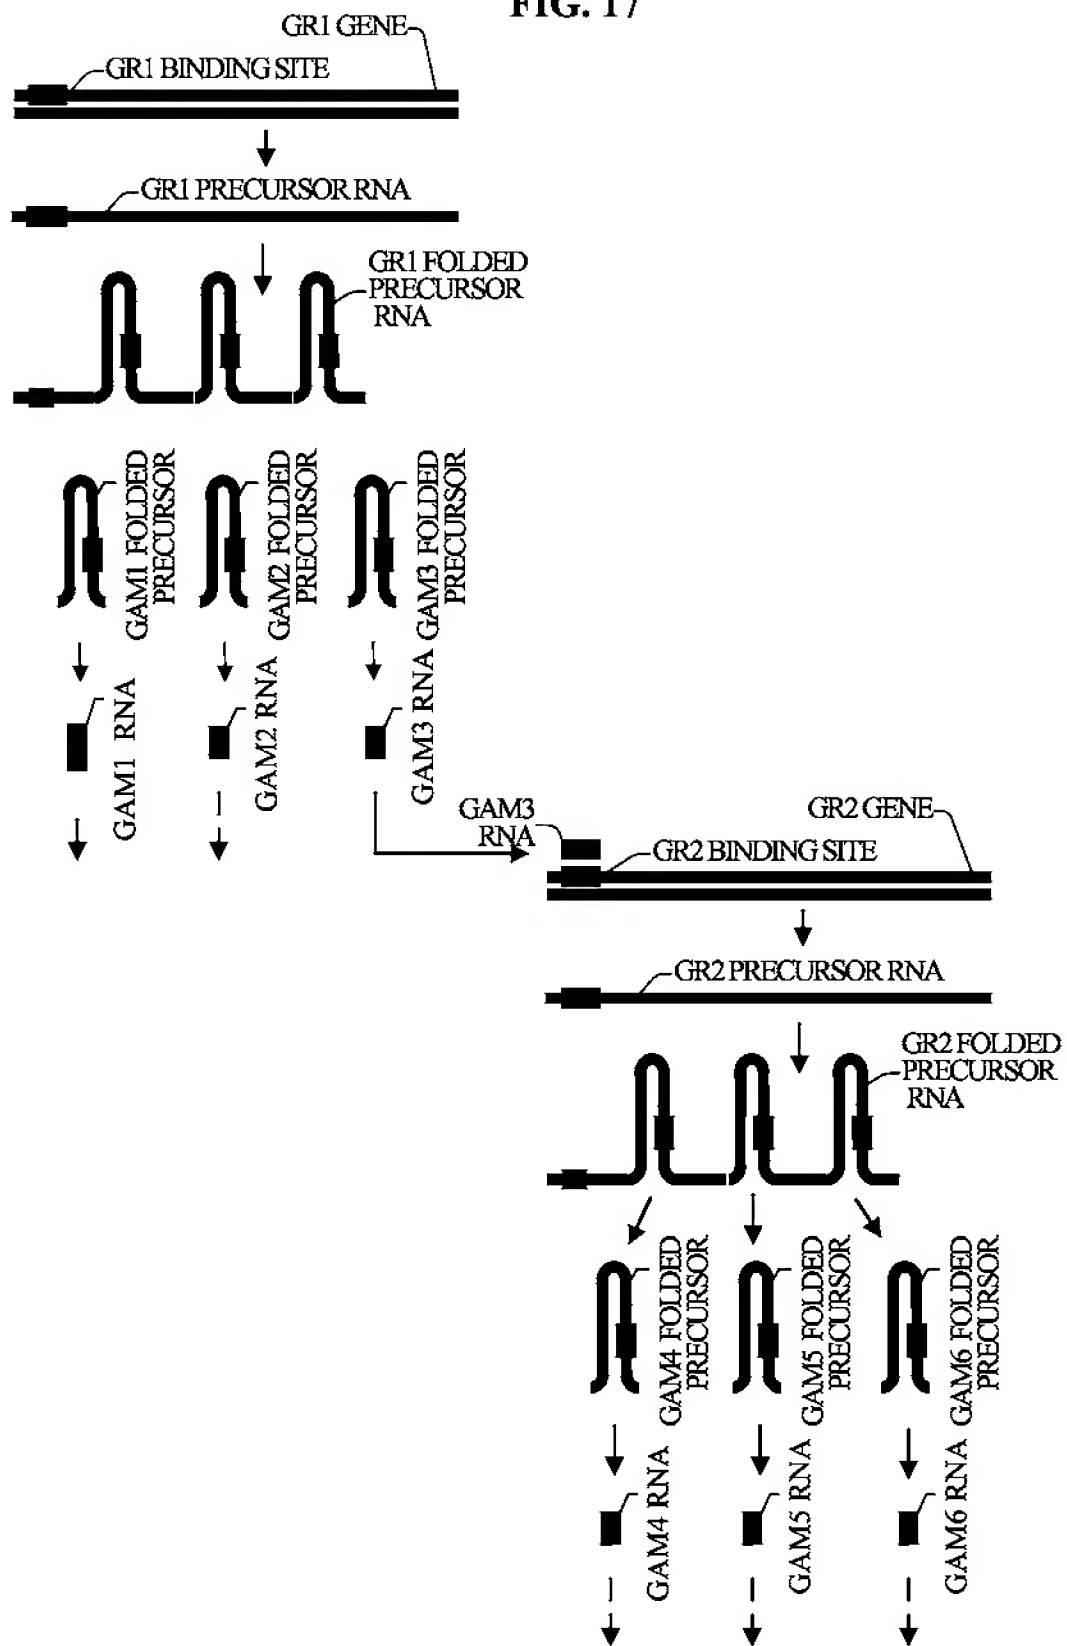 FIG. 17
GR1 GENE
GR1 BINDING SITE
GR1 PRECURSOR RNA
GR1 FOLDED
PRECURSOR
RNA
GAM1 FOLDED
PRECURSOR
GAM2 FOLDED
PRECURSOR
GAM3 FOLDED
PRECURSOR
GAM1 RNA
GAM2 RNA
GAM3 RNA
GAM3
RNA
GR2 GENE
GR2 BINDING SITE
GR2 PRECURSOR RNA
GR2 FOLDED
PRECURSOR
RNA
GAM4 FOLDED
PRECURSOR
GAM5 FOLDED
PRECURSOR
GAM6 FOLDED
PRECURSOR
GAM4 RNA
GAM5 RNA
GAM6 RNA